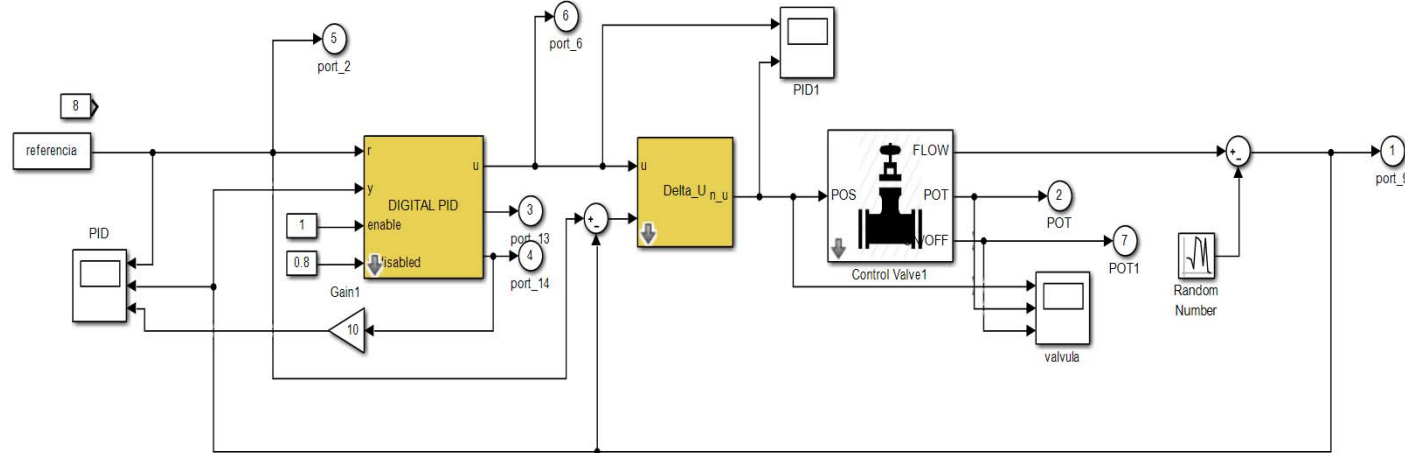 6
port_6
5
port_2
PID1
8
referencia
r
u
y
DIGITAL PID
enable
1
0.8
Gain1
3
port_13
4
port_14
PID
10
+
-
u
Delta_U
n_u
POS
FLOW
POT
Control Valve1
2
POT
7
POT1
valvula
Random
Number
+
-
1